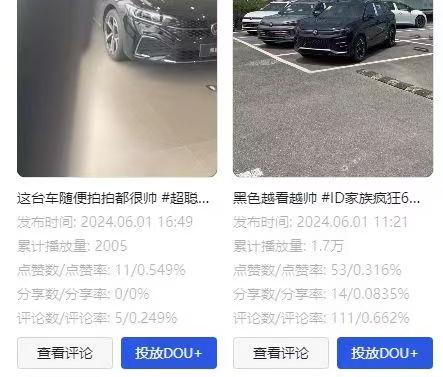 这台车随便拍拍都很帅 #超聪...
发布时间: 2024.06.01 16:49
累计播放量: 2005
点赞数/点赞率: 11/0.549%
分享数/分享率: 0/0%
评论数/评论率: 5/0.249%
查看评论
投放DOU+
黑色越看越帅 #ID家族疯狂6...
发布时间: 2024.06.01 11:21
累计播放量: 1.7万
点赞数/点赞率: 53/0.316%
分享数/分享率: 14/0.0835%
评论数/评论率: 111/0.662%
查看评论
投放DOU+